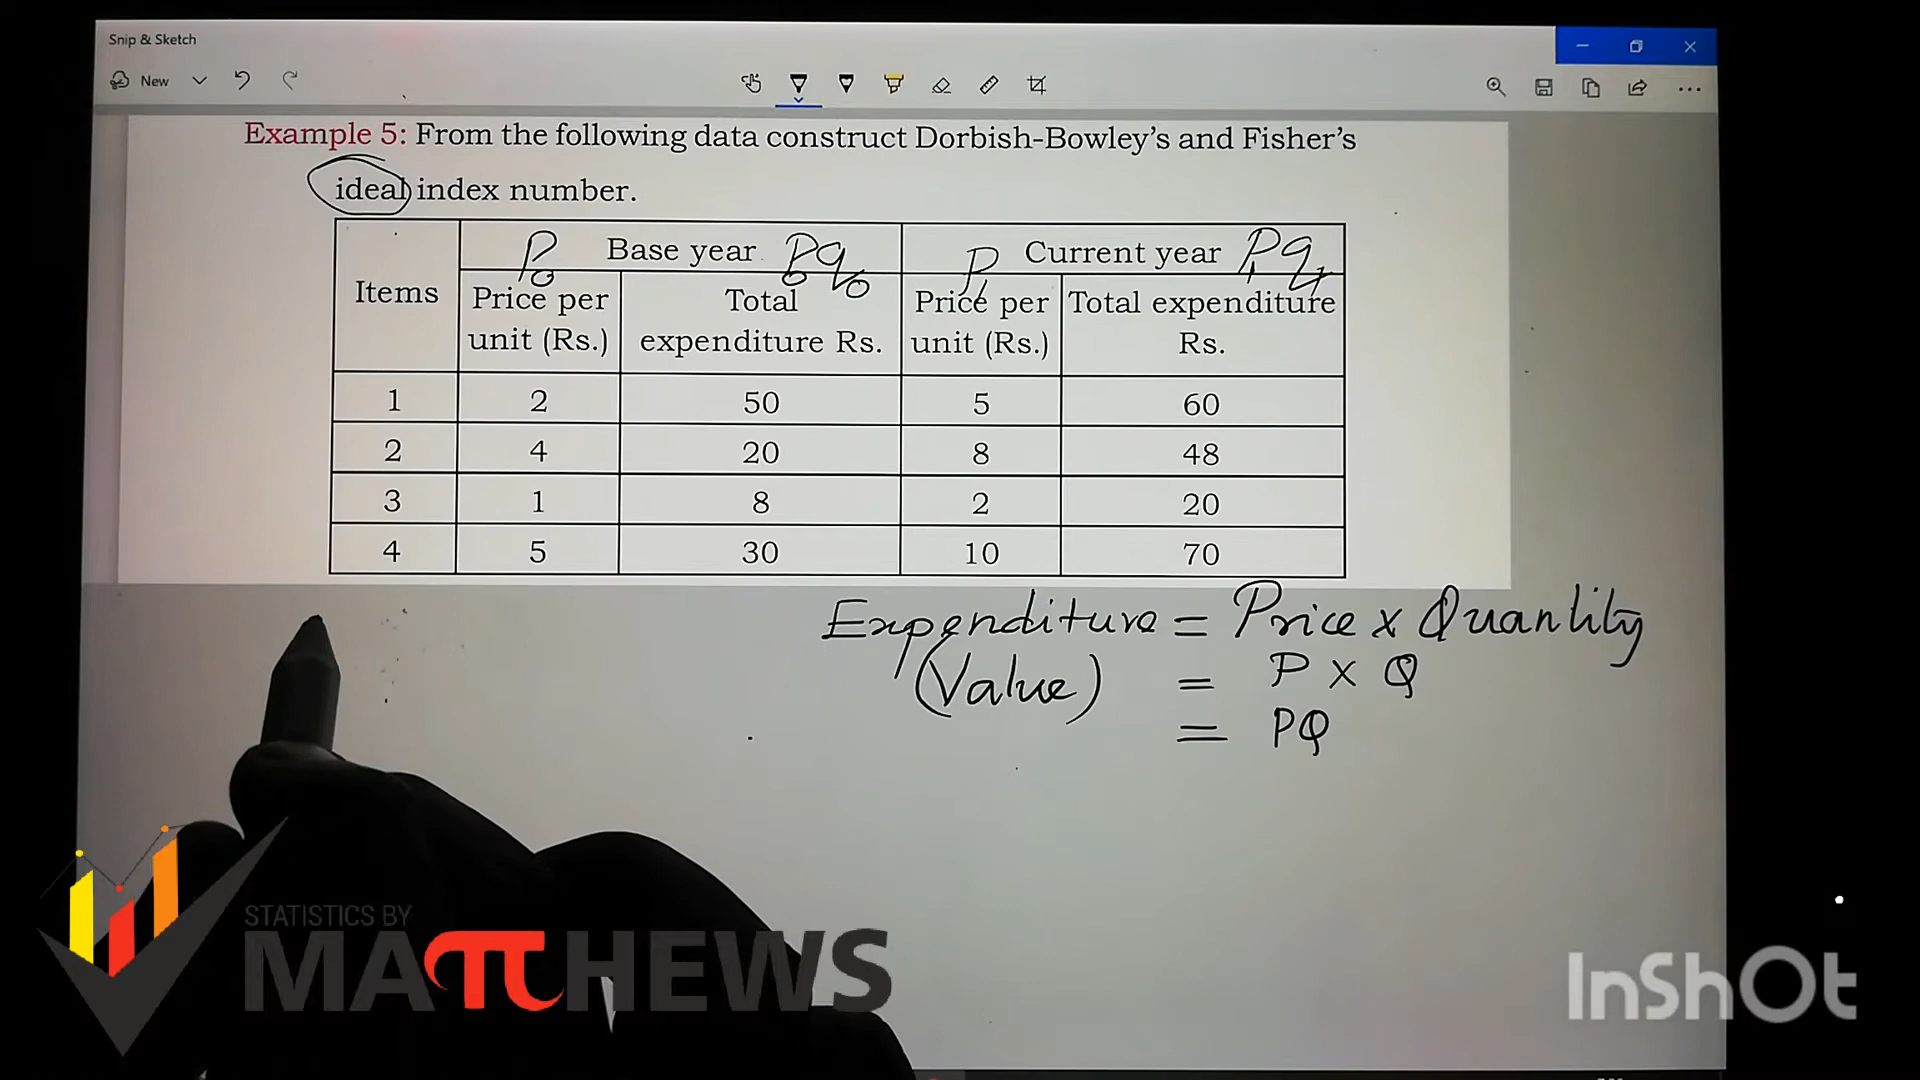 Snip & Sketch
New
Example 5: From the following data construct Dorbish-Bowley's and Fisher's
ideal index number.
Items
P0 Base year P0q0
P1 Current year P1q1
Price per unit (Rs.)
Total expenditure Rs.
Price per unit (Rs.)
Total expenditure Rs.
1 2 50 5 60
2 4 20 8 48
3 1 8 2 20
4 5 30 10 70
Expenditure = Price x Quantity
(Value) = P x Q
= PQ
STATISTICS BY
MATHEWS
InShOt